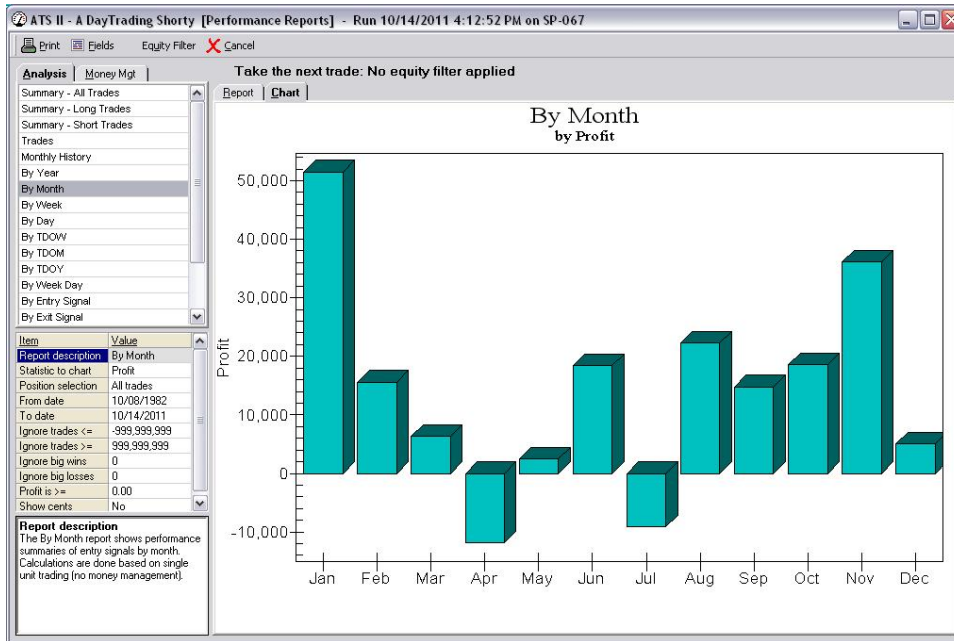 ATS II - A DayTrading Shorty [Performance Reports] - Run 10/14/2011 4:12:52 PM on SP-067
Print Fields Equity Filter Cancel
Analysis Money Mgt
Take the next trade: No equity filter applied
Summary - All Trades
Summary - Long Trades
Summary - Short Trades
Trades
Monthly History
By Year
By Month
By Week
By Day
By TDOW
By TDOM
By TDOY
By Week Day
By Entry Signal
By Exit Signal
Item Value
Report description By Month
Statistic to chart Profit
Position selection All trades
From date 10/08/1982
To date 10/14/2011
Ignore trades <= -999,999,999
Ignore trades >= 999,999,999
Ignore big wins 0
Ignore big losses 0
Profit is >= 0.00
Show cents No
Report description
The By Month report shows performance
summaries of entry signals by month.
Calculations are done based on single
unit trading (no money management).
Report Chart
By Month
by Profit
Profit
50,000
40,000
30,000
20,000
10,000
0
-10,000
Jan Feb Mar Apr May Jun Jul Aug Sep Oct Nov Dec